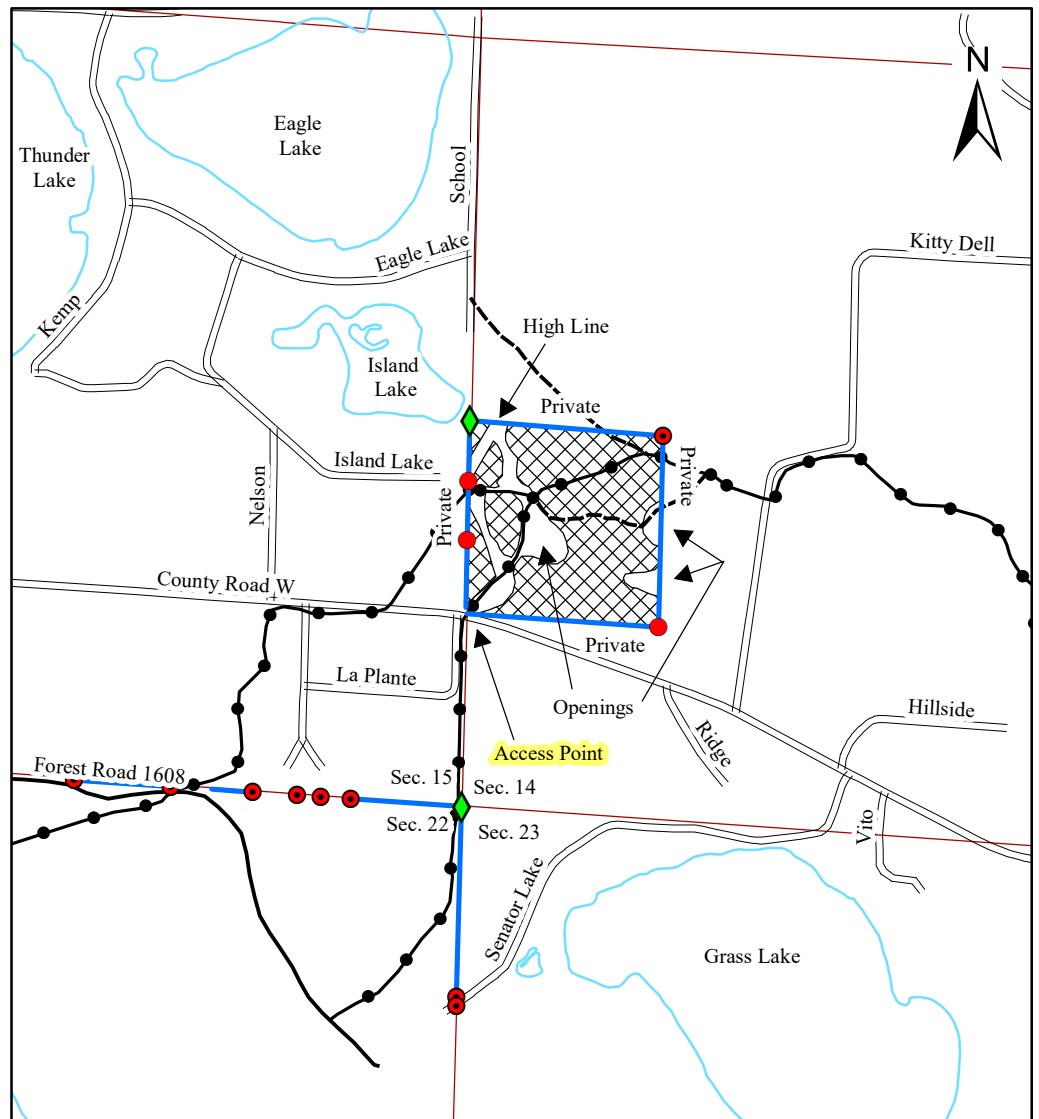 N
Eagle
Lake
Thunder
Lake
School
Kitty Dell
Eagle Lake
Kemp
High Line
Island
Lake
Private
Island Lake
Private
Nelson
Private
County Road W
Private
La Plante
Openings
Hillside
Ridge
Access Point
Forest Road 1608
Sec. 15
Sec. 14
Sec. 22
Sec. 23
Vito
Senator Lake
Grass Lake